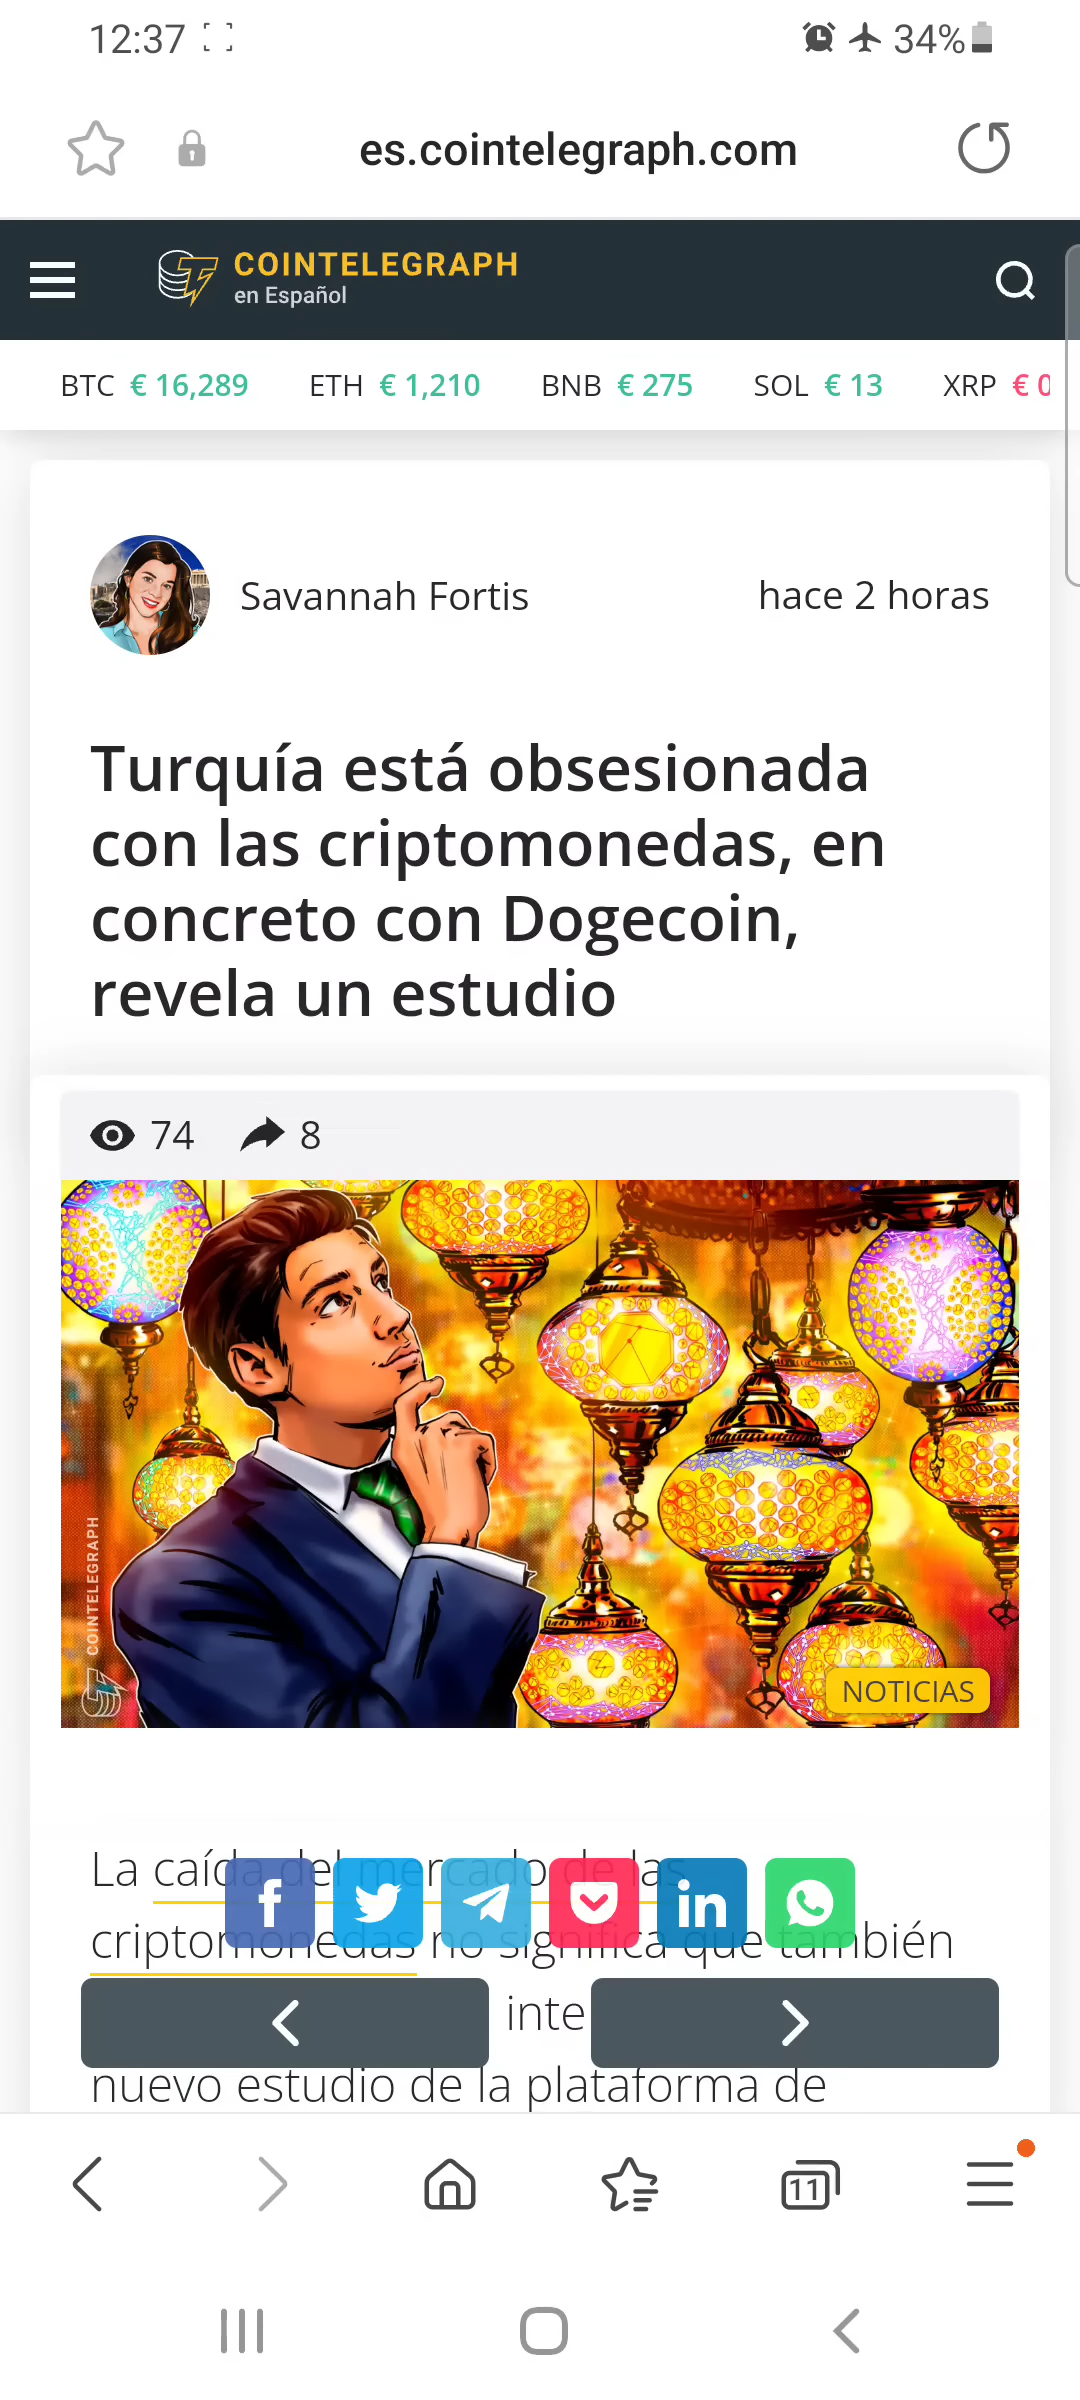 12:37
34%
es.cointelegraph.com
COINTELEGRAPH
en Español
BTC € 16,289 ETH € 1,210 BNB € 275 SOL € 13 XRP € 0
Savannah Fortis hace 2 horas
Turquía está obsesionada
con las criptomonedas, en
concreto con Dogecoin,
revela un estudio
74 8
COINTELEGRAPH
NOTICIAS
La caída del mercado de las
f in
criptomonedas no significa que también
inte
nuevo estudio de la plataforma de
11